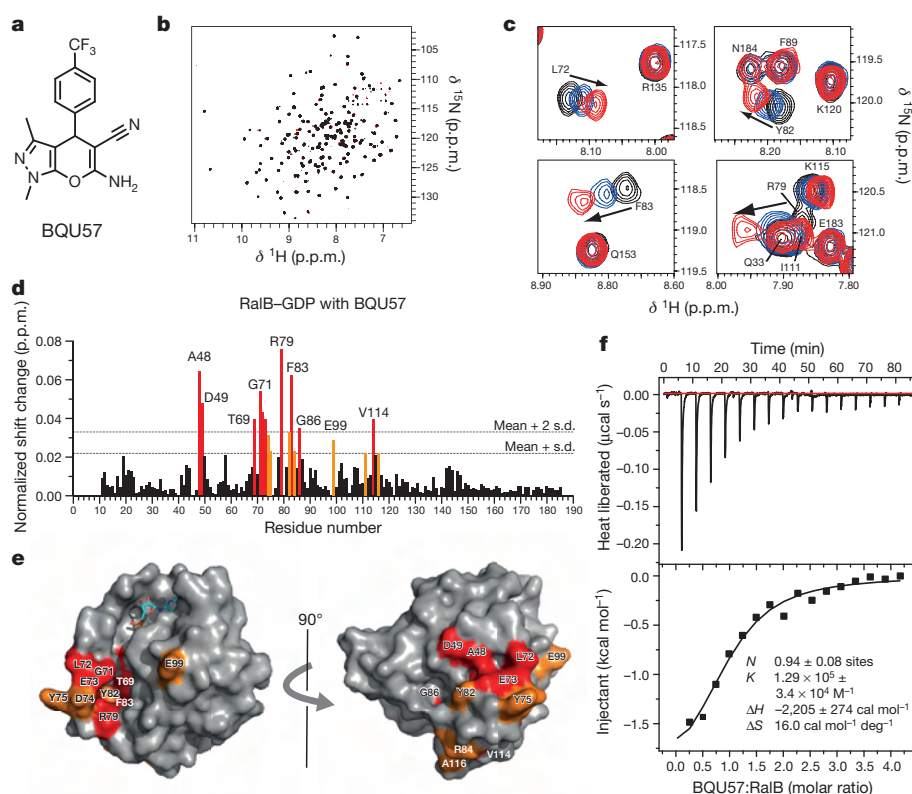 a
CF3
N
N
O
NH2
N
BQU57
b
105
110
115
120
125
130
δ 15N (p.p.m.)
11 10 9 8 7
δ 1H (p.p.m.)
c
L72
R135
117.5
118.0
118.5
8.10 8.00
N184
F89
K120
Y82
119.5
120.0
8.20 8.10
F83
Q153
118.5
119.0
119.5
8.90 8.80
K115
R79
E183
Q33
I111
120.5
121.0
8.00 7.90 7.80
δ 15N (p.p.m.)
δ 1H (p.p.m.)
d
RalB–GDP with BQU57
Normalized shift change (p.p.m.)
0.08
0.06
0.04
0.02
0.00
A48
D49
T69
G71
R79
F83
G86
E99
V114
Mean + 2 s.d.
Mean + s.d.
0 10 20 30 40 50 60 70 80 90 100 110 120 130 140 150 160 170 180 190
Residue number
e
L72
G71
T69
E73
Y75
D74
Y82
F83
R79
E99
90°
D49
A48
L72
E99
E73
G86
Y82
Y75
R84
V114
A116
f
Time (min)
0 10 20 30 40 50 60 70 80
Heat liberated (μcal s−1)
0.00
−0.05
−0.10
−0.15
−0.20
Injectant (kcal mol−1)
0.0
−0.5
−1.0
−1.5
N 0.94 ± 0.08 sites
K 1.29 × 10^5 ±
3.4 × 10^4 M−1
ΔH −2,205 ± 274 cal mol−1
ΔS 16.0 cal mol−1 deg−1
0.0 0.5 1.0 1.5 2.0 2.5 3.0 3.5 4.0
BQU57:RalB (molar ratio)